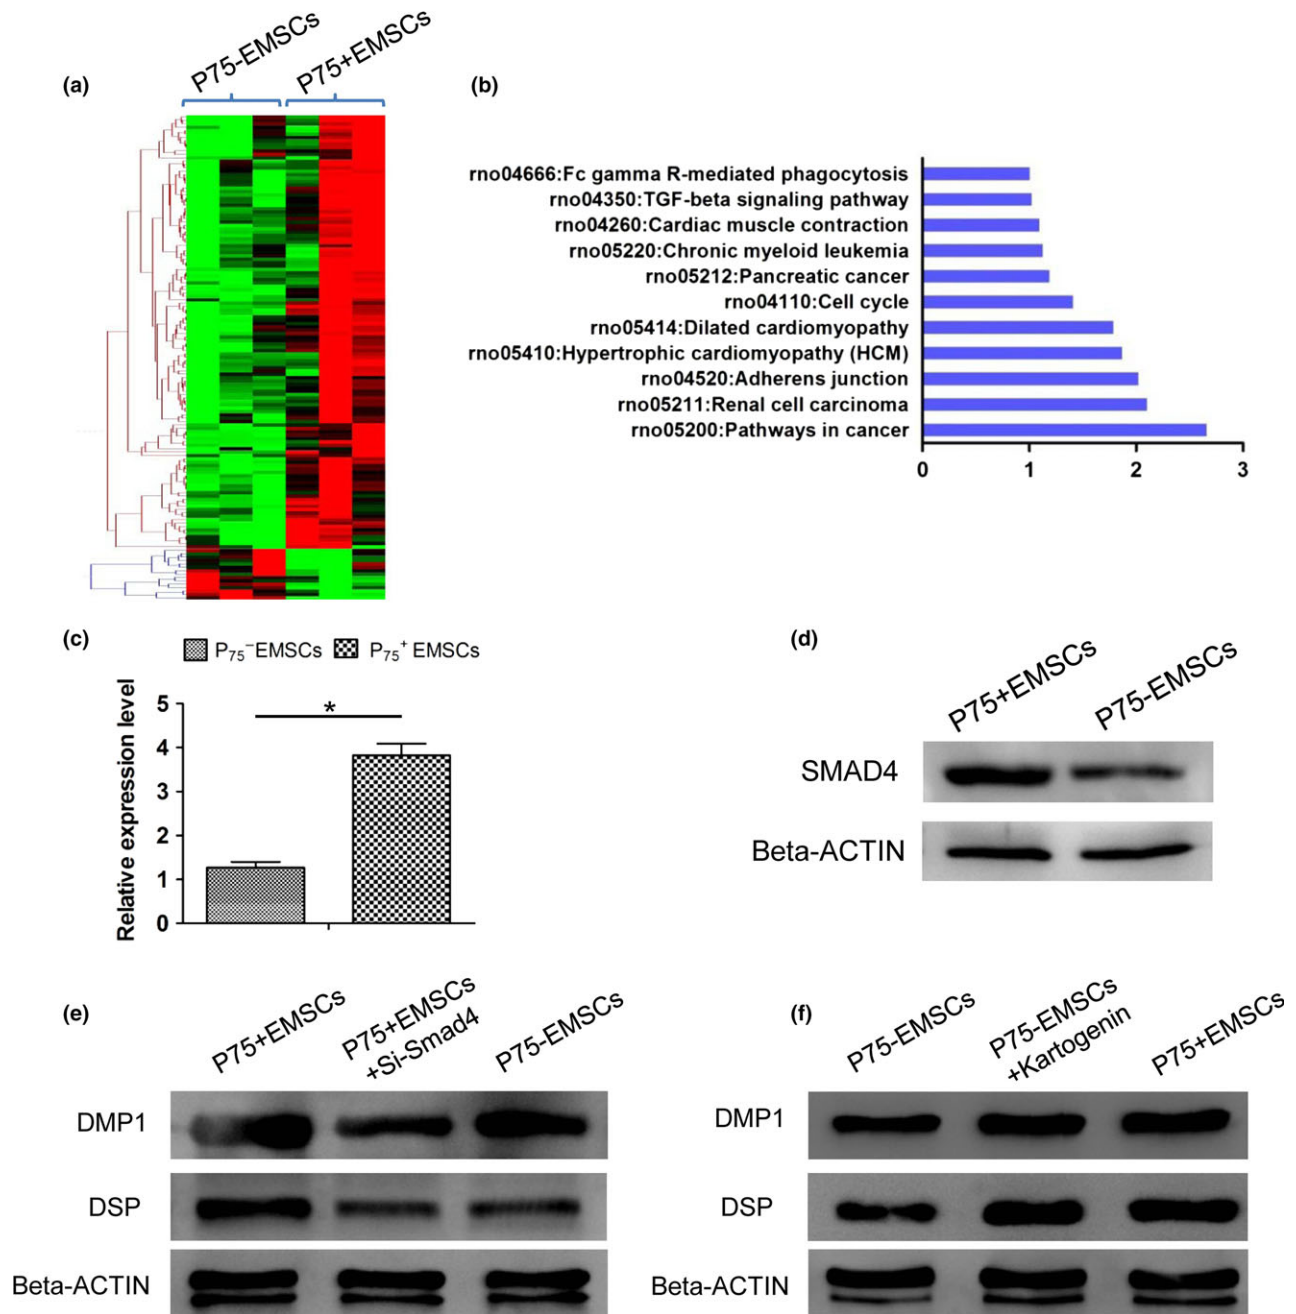 (a)
P75-EMSCs
P75+EMSCs
(b)
rno04666:Fc gamma R-mediated phagocytosis
rno04350:TGF-beta signaling pathway
rno04260:Cardiac muscle contraction
rno05220:Chronic myeloid leukemia
rno05212:Pancreatic cancer
rno04110:Cell cycle
rno05414:Dilated cardiomyopathy
rno05410:Hypertrophic cardiomyopathy (HCM)
rno04520:Adherens junction
rno05211:Renal cell carcinoma
rno05200:Pathways in cancer
0 1 2 3
(c)
P75⁻EMSCs P75⁺ EMSCs
Relative expression level
5
4
3
2
1
0
*
(d)
P75+EMSCs
P75-EMSCs
SMAD4
Beta-ACTIN
(e)
P75+EMSCs
P75+EMSCs
+Si-Smad4
P75-EMSCs
DMP1
DSP
Beta-ACTIN
(f)
P75-EMSCs
P75-EMSCs
+Kartogenin
P75+EMSCs
DMP1
DSP
Beta-ACTIN